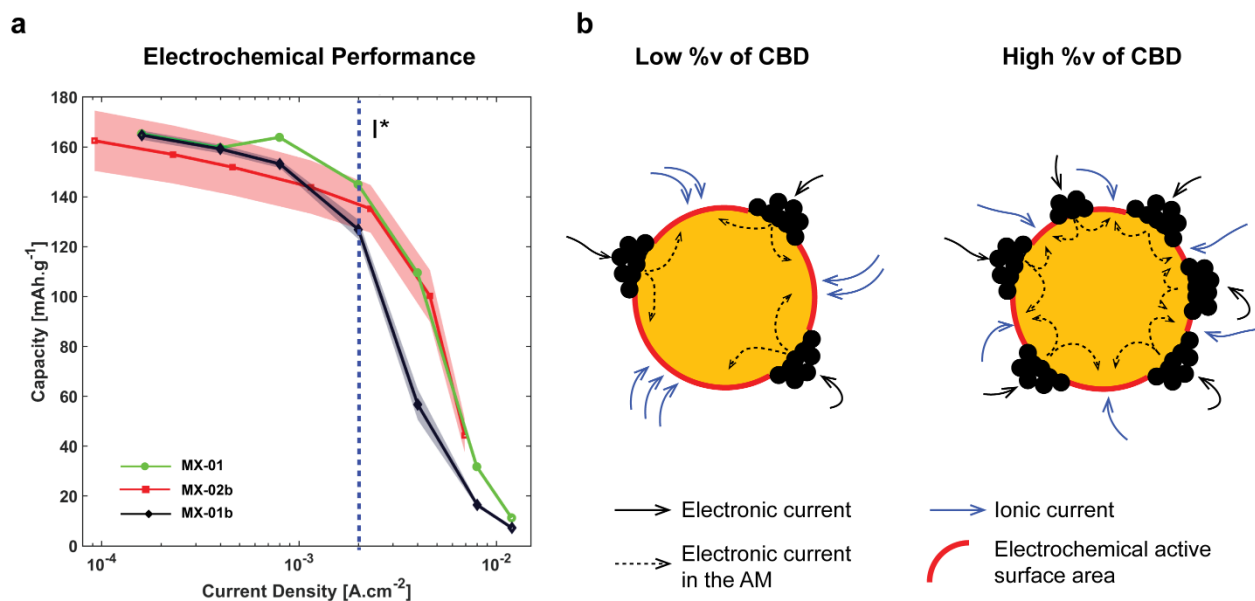 a
Electrochemical Performance
180
160
140
120
100
80
60
40
20
0
Capacity [mAh.g⁻¹]
10⁻⁴
10⁻³
10⁻²
Current Density [A.cm⁻²]
I*
MX-01
MX-02b
MX-01b
b
Low %v of CBD
High %v of CBD
Electronic current
Ionic current
Electronic current
in the AM
Electrochemical active
surface area